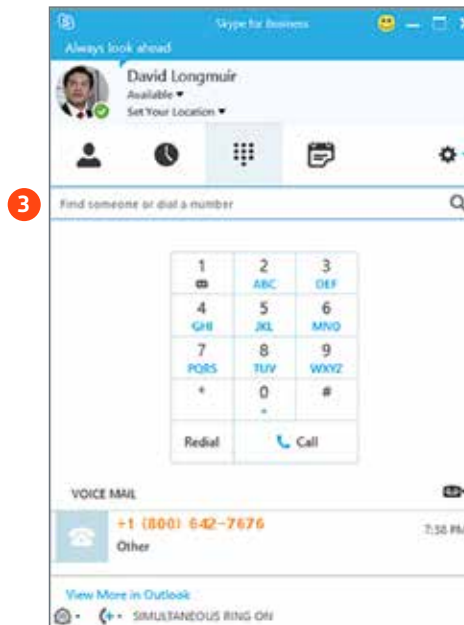 Skype for Business
Always look ahead
David Longmuir
Available
Set Your Location
3
Find someone or dial a number
1 2 3
ABC DEF
4 5 6
GHI JKL MNO
7 8 9
PQRS TUV WXYZ
* 0 #
+
Redial Call
VOICE MAIL
+1 (800) 642-7676
7:58 PM
Other
View More in Outlook
SIMULTANEOUS RING ON